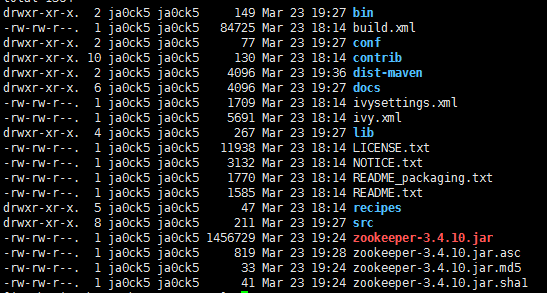 drwxr-xr-x. 2 ja0ck5 ja0ck5 149 Mar 23 19:27 bin
-rw-rw-r--. 1 ja0ck5 ja0ck5 84725 Mar 23 18:14 build.xml
drwxr-xr-x. 2 ja0ck5 ja0ck5 77 Mar 23 19:27 conf
drwxr-xr-x. 10 ja0ck5 ja0ck5 130 Mar 23 18:14 contrib
drwxr-xr-x. 2 ja0ck5 ja0ck5 4096 Mar 23 19:36 dist-maven
drwxr-xr-x. 6 ja0ck5 ja0ck5 4096 Mar 23 19:27 docs
-rw-rw-r--. 1 ja0ck5 ja0ck5 1709 Mar 23 18:14 ivysettings.xml
-rw-rw-r--. 1 ja0ck5 ja0ck5 5691 Mar 23 18:14 ivy.xml
drwxr-xr-x. 4 ja0ck5 ja0ck5 267 Mar 23 19:27 lib
-rw-rw-r--. 1 ja0ck5 ja0ck5 11938 Mar 23 18:14 LICENSE.txt
-rw-rw-r--. 1 ja0ck5 ja0ck5 3132 Mar 23 18:14 NOTICE.txt
-rw-rw-r--. 1 ja0ck5 ja0ck5 1770 Mar 23 18:14 README_packaging.txt
-rw-rw-r--. 1 ja0ck5 ja0ck5 1585 Mar 23 18:14 README.txt
drwxr-xr-x. 5 ja0ck5 ja0ck5 47 Mar 23 18:14 recipes
drwxr-xr-x. 8 ja0ck5 ja0ck5 211 Mar 23 19:27 src
-rw-rw-r--. 1 ja0ck5 ja0ck5 1456729 Mar 23 19:24 zookeeper-3.4.10.jar
-rw-rw-r--. 1 ja0ck5 ja0ck5 819 Mar 23 19:28 zookeeper-3.4.10.jar.asc
-rw-rw-r--. 1 ja0ck5 ja0ck5 33 Mar 23 19:24 zookeeper-3.4.10.jar.md5
-rw-rw-r--. 1 ja0ck5 ja0ck5 41 Mar 23 19:24 zookeeper-3.4.10.jar.sha1